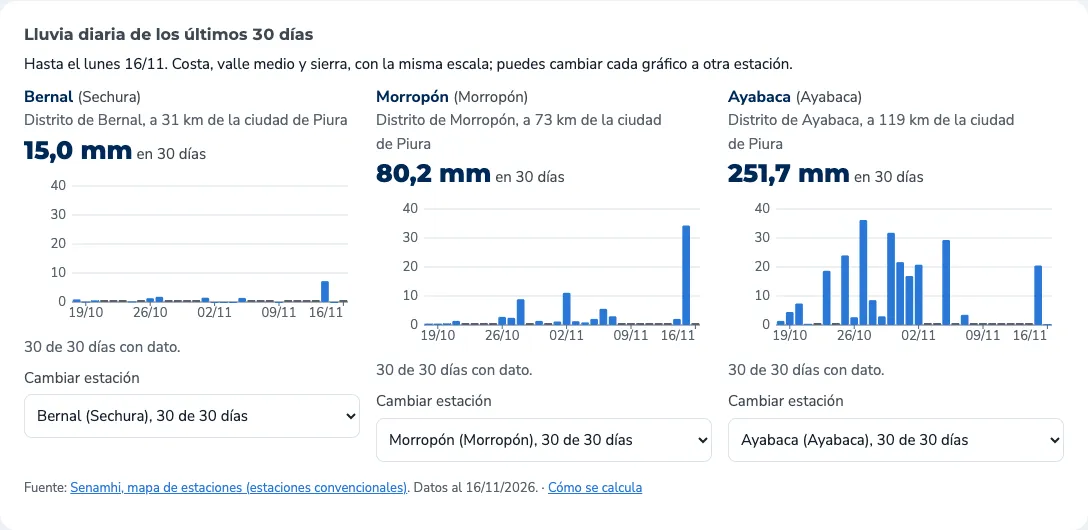 Lluvia diaria de los últimos 30 días
Hasta el lunes 16/11. Costa, valle medio y sierra, con la misma escala; puedes cambiar cada gráfico a otra estación.
Bernal (Sechura)
Distrito de Bernal, a 31 km de la ciudad de Piura
15,0 mm en 30 días
40
30
20
10
0
19/10 26/10 02/11 09/11 16/11
30 de 30 días con dato.
Cambiar estación
Bernal (Sechura), 30 de 30 días
Morropón (Morropón)
Distrito de Morropón, a 73 km de la ciudad
de Piura
80,2 mm en 30 días
40
30
20
10
0
19/10 26/10 02/11 09/11 16/11
30 de 30 días con dato.
Cambiar estación
Morropón (Morropón), 30 de 30 días
Ayabaca (Ayabaca)
Distrito de Ayabaca, a 119 km de la ciudad
de Piura
251,7 mm en 30 días
40
30
20
10
0
19/10 26/10 02/11 09/11 16/11
30 de 30 días con dato.
Cambiar estación
Ayabaca (Ayabaca), 30 de 30 días
Fuente: Senamhi, mapa de estaciones (estaciones convencionales). Datos al 16/11/2026. · Cómo se calcula